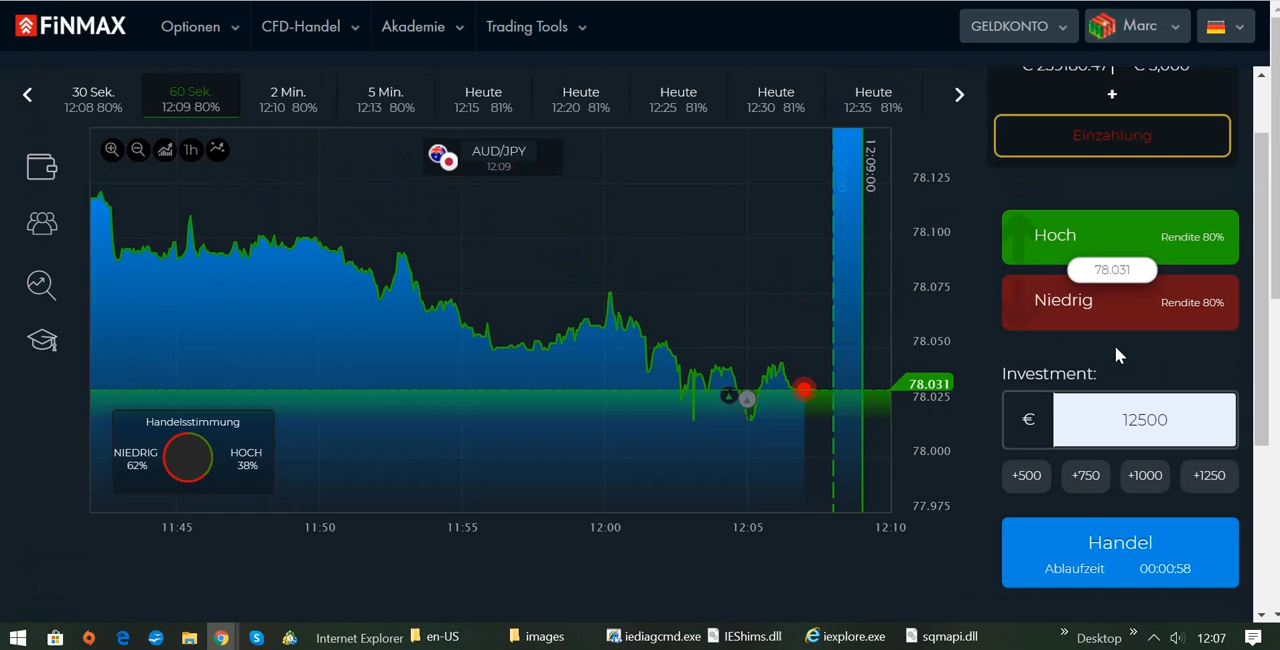 FiNMAX
Optionen
CFD-Handel
Akademie
Trading Tools
GELDKONTO
Marc
30 Sek.
12:08 80%
60 Sek.
12:09 80%
2 Min.
12:10 80%
5 Min.
12:13 80%
Heute
12:15 81%
Heute
12:20 81%
Heute
12:25 81%
Heute
12:30 81%
Heute
12:35 81%
+
Einzahlung
1h
AUD/JPY
12:09
12:09:00
78.125
78.100
78.075
78.050
78.031
78.025
78.000
77.975
Hoch
Rendite 80%
78.031
Niedrig
Rendite 80%
Handelsstimmung
NIEDRIG
62%
HOCH
38%
Investment:
€ 12500
+500 +750 +1000 +1250
11:45 11:50 11:55 12:00 12:05 12:10
Handel
Ablaufzeit 00:00:58
Internet Explorer
en-US
images
iediagcmd.exe
IEShims.dll
iexplore.exe
sqmapi.dll
Desktop
12:07